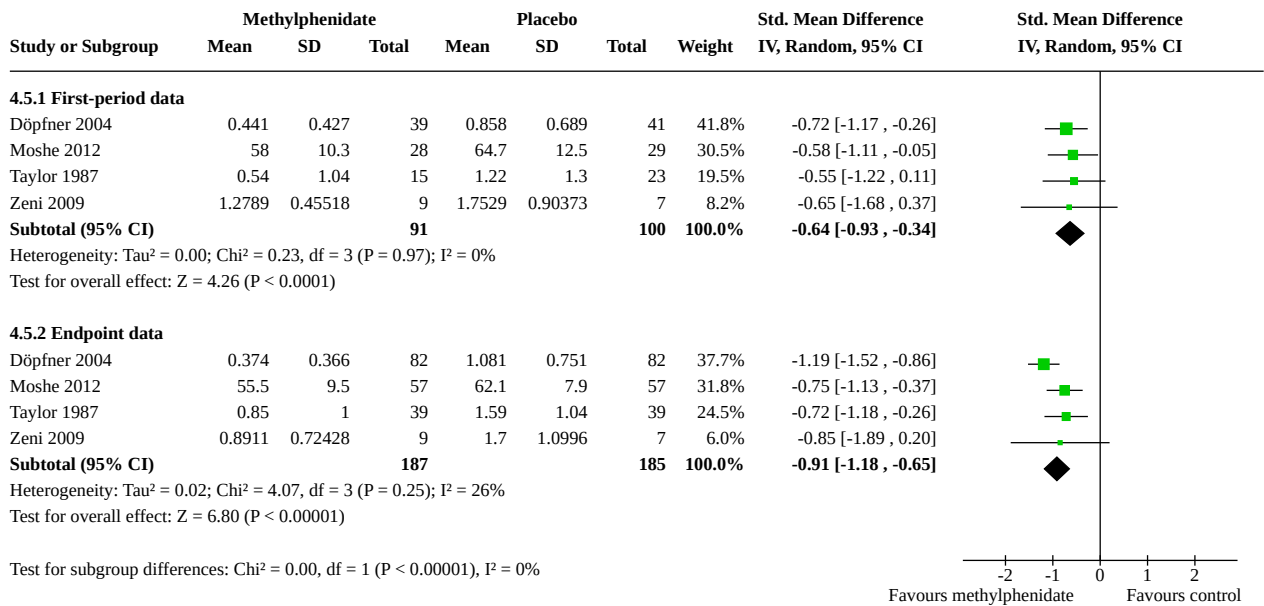 Methylphenidate Placebo Std. Mean Difference Std. Mean Difference
Study or Subgroup Mean SD Total Mean SD Total Weight IV, Random, 95% CI IV, Random, 95% CI
4.5.1 First-period data
Döpfner 2004 0.441 0.427 39 0.858 0.689 41 41.8% -0.72 [-1.17 , -0.26]
Moshe 2012 58 10.3 28 64.7 12.5 29 30.5% -0.58 [-1.11 , -0.05]
Taylor 1987 0.54 1.04 15 1.22 1.3 23 19.5% -0.55 [-1.22 , 0.11]
Zeni 2009 1.2789 0.45518 9 1.7529 0.90373 7 8.2% -0.65 [-1.68 , 0.37]
Subtotal (95% CI) 91 100 100.0% -0.64 [-0.93 , -0.34]
Heterogeneity: Tau² = 0.00; Chi² = 0.23, df = 3 (P = 0.97); I² = 0%
Test for overall effect: Z = 4.26 (P < 0.0001)
4.5.2 Endpoint data
Döpfner 2004 0.374 0.366 82 1.081 0.751 82 37.7% -1.19 [-1.52 , -0.86]
Moshe 2012 55.5 9.5 57 62.1 7.9 57 31.8% -0.75 [-1.13 , -0.37]
Taylor 1987 0.85 1 39 1.59 1.04 39 24.5% -0.72 [-1.18 , -0.26]
Zeni 2009 0.8911 0.72428 9 1.7 1.0996 7 6.0% -0.85 [-1.89 , 0.20]
Subtotal (95% CI) 187 185 100.0% -0.91 [-1.18 , -0.65]
Heterogeneity: Tau² = 0.02; Chi² = 4.07, df = 3 (P = 0.25); I² = 26%
Test for overall effect: Z = 6.80 (P < 0.00001)
Test for subgroup differences: Chi² = 0.00, df = 1 (P < 0.00001), I² = 0%
-2 -1 0 1 2
Favours methylphenidate Favours control